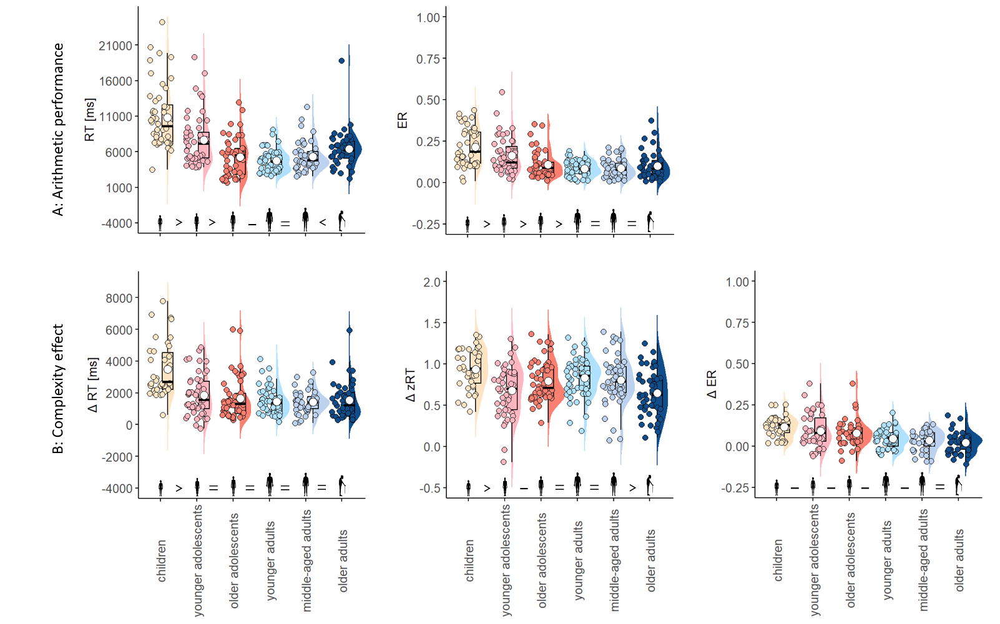 A: Arithmetic performance
RT [ms]
21000
16000
11000
6000
1000
-4000
> > – = <
ER
1.00
0.75
0.50
0.25
0.00
-0.25
> > > = =
B: Complexity effect
Δ RT [ms]
8000
6000
4000
2000
0
-2000
-4000
> = = = =
children
younger adolescents
older adolescents
younger adults
middle-aged adults
older adults
Δ zRT
2.0
1.5
1.0
0.5
0.0
-0.5
> – = = >
children
younger adolescents
older adolescents
younger adults
middle-aged adults
older adults
Δ ER
1.00
0.75
0.50
0.25
0.00
-0.25
– – – – =
children
younger adolescents
older adolescents
younger adults
middle-aged adults
older adults